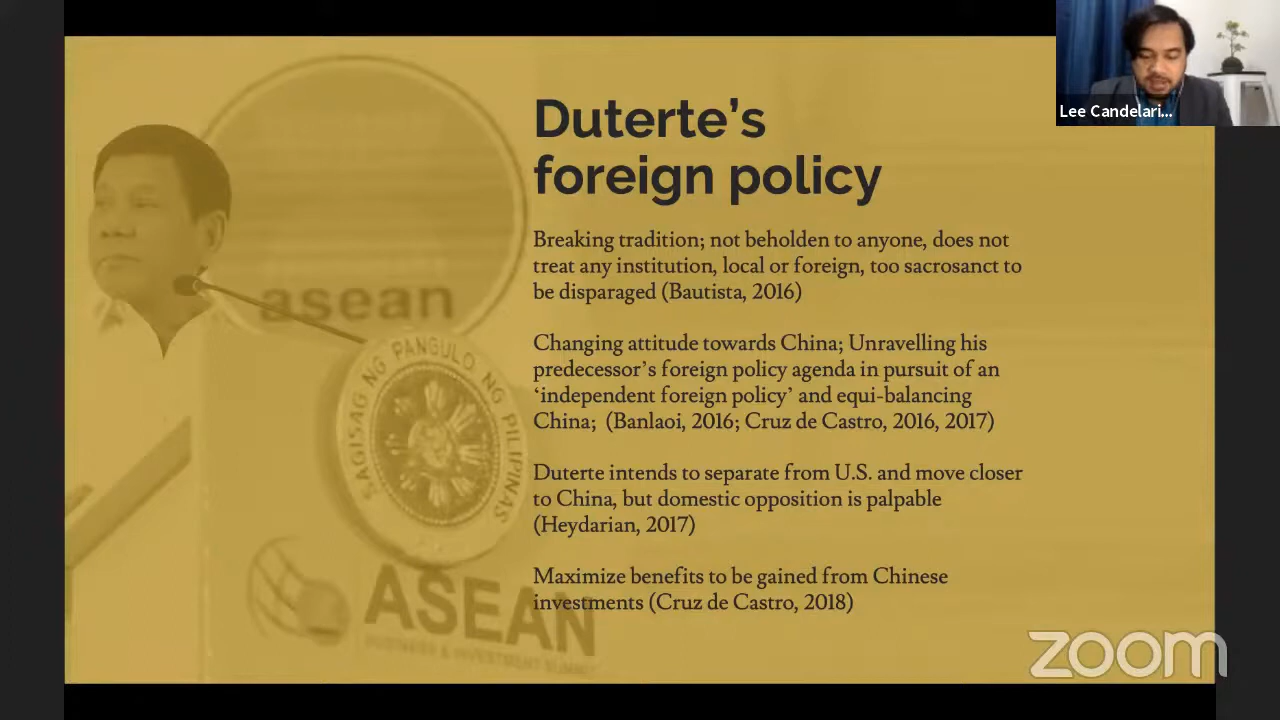 Lee Candelari...
Duterte’s
foreign policy
Breaking tradition; not beholden to anyone, does not
treat any institution, local or foreign, too sacrosanct to
be disparaged (Bautista, 2016)
Changing attitude towards China; Unravelling his
predecessor’s foreign policy agenda in pursuit of an
‘independent foreign policy’ and equi-balancing
China;  (Banlaoi, 2016; Cruz de Castro, 2016, 2017)
Duterte intends to separate from U.S. and move closer
to China, but domestic opposition is palpable
(Heydarian, 2017)
Maximize benefits to be gained from Chinese
investments (Cruz de Castro, 2018)
asean
SAGISAG NG PANGULO NG PILIPINAS
ASEAN
BUSINESS & INVESTMENT SUMMIT
zoom